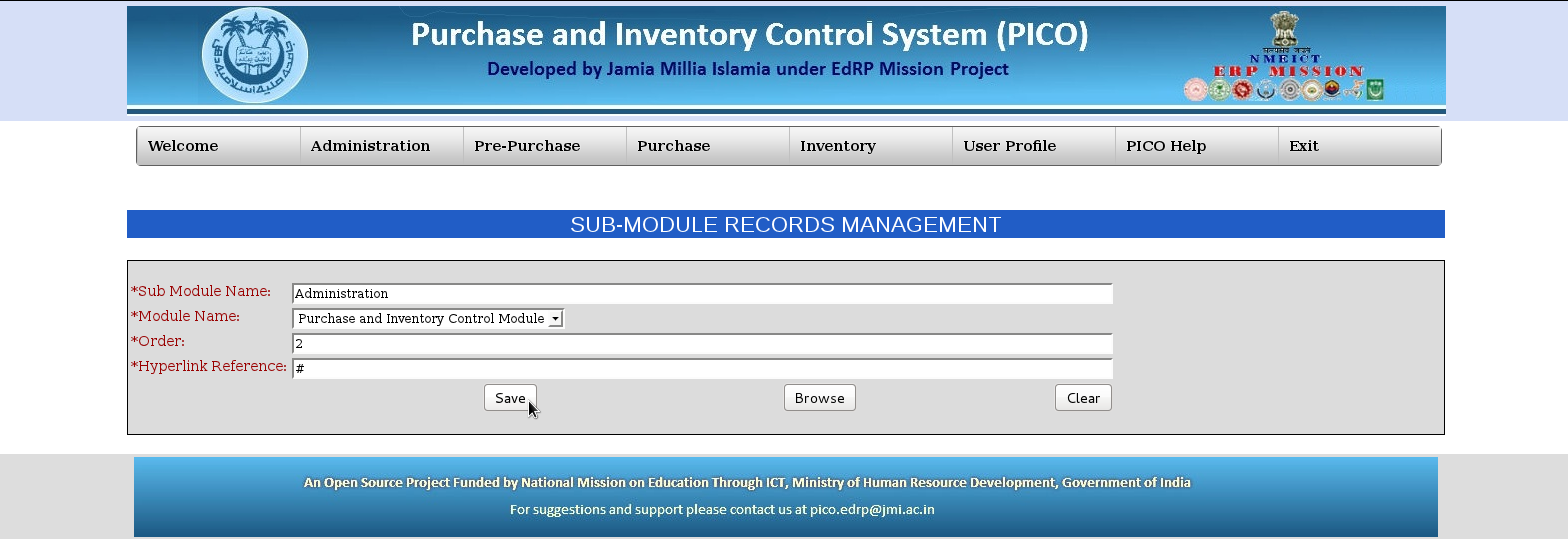 Purchase and Inventory Control System (PICO)
Developed by Jamia Millia Islamia under EdRP Mission Project
NMEICT
ERP MISSION
Welcome Administration Pre-Purchase Purchase Inventory User Profile PICO Help Exit
SUB-MODULE RECORDS MANAGEMENT
*Sub Module Name: Administration
*Module Name: Purchase and Inventory Control Module
*Order: 2
*Hyperlink Reference: #
Save Browse Clear
An Open Source Project Funded by National Mission on Education Through ICT, Ministry of Human Resource Development, Government of India
For suggestions and support please contact us at pico.edrp@jmi.ac.in